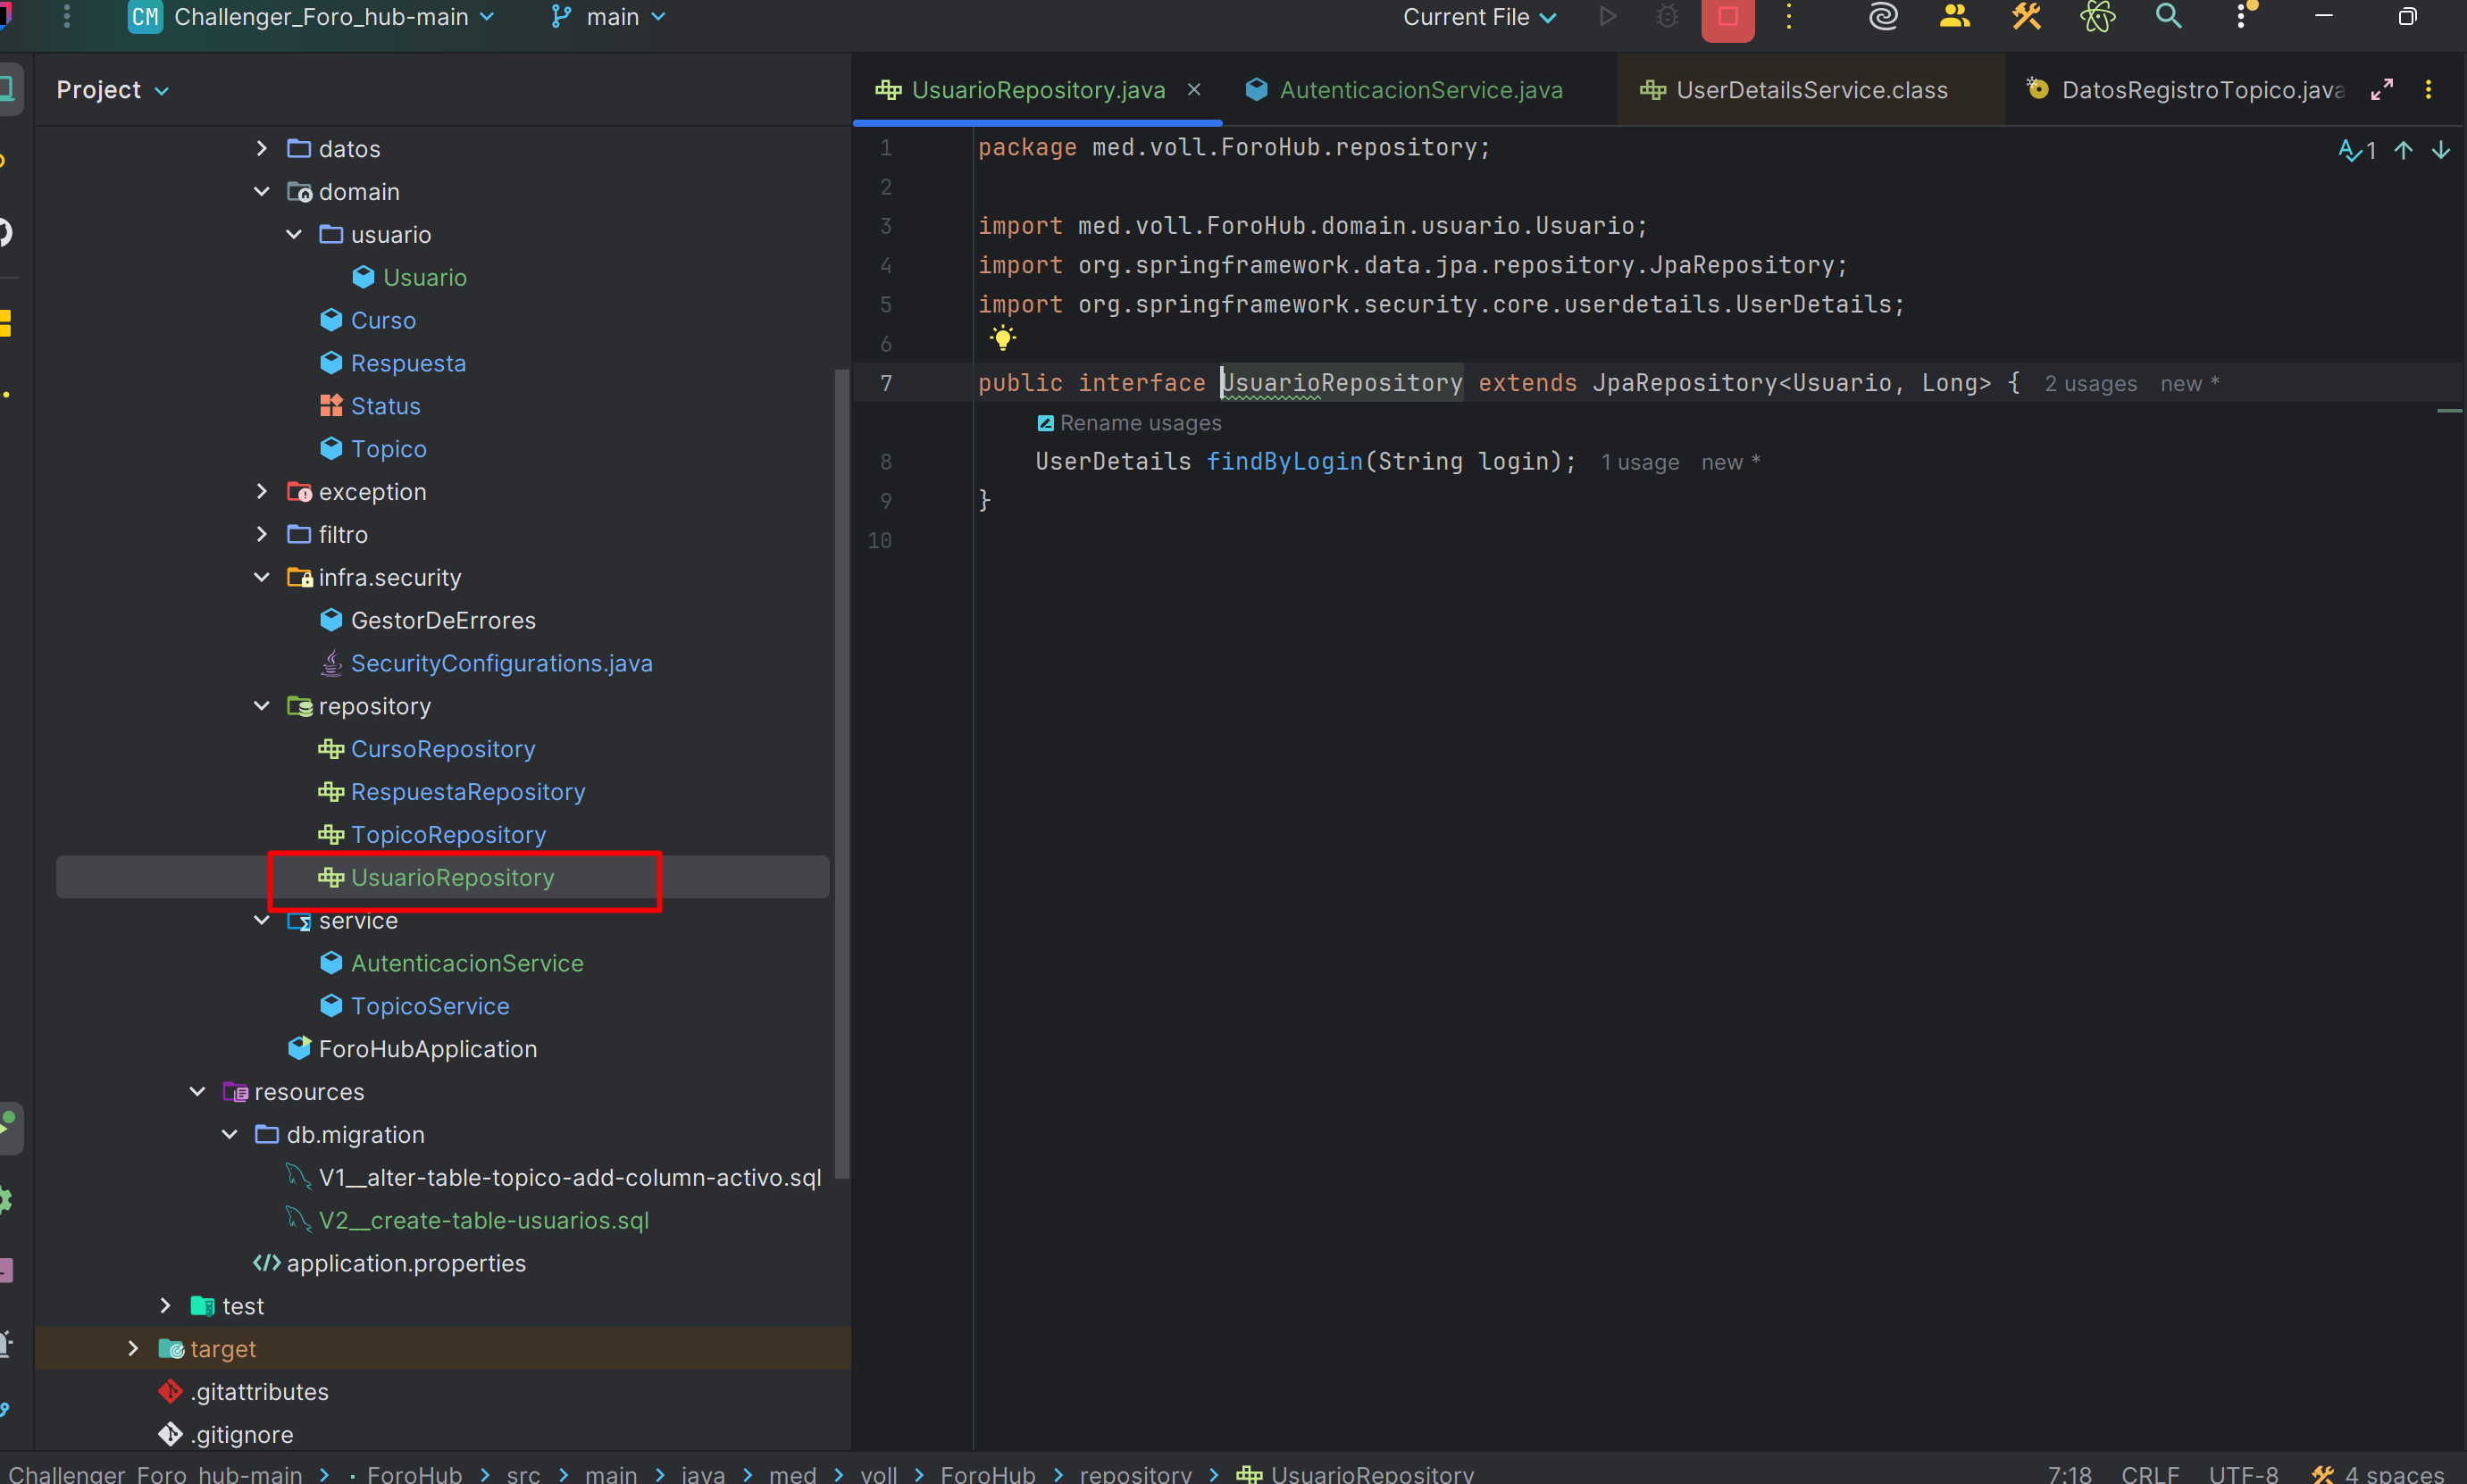 CM Challenger_Foro_hub-main main Current File
Project
datos
domain
usuario
Usuario
Curso
Respuesta
Status
Topico
exception
filtro
infra.security
GestorDeErrores
SecurityConfigurations.java
repository
CursoRepository
RespuestaRepository
TopicoRepository
UsuarioRepository
service
AutenticacionService
TopicoService
ForoHubApplication
resources
db.migration
V1__alter-table-topico-add-column-activo.sql
V2__create-table-usuarios.sql
application.properties
test
target
.gitattributes
.gitignore
UsuarioRepository.java AutenticacionService.java UserDetailsService.class DatosRegistroTopico.java
1 package med.voll.ForoHub.repository; 1
2
3 import med.voll.ForoHub.domain.usuario.Usuario;
4 import org.springframework.data.jpa.repository.JpaRepository;
5 import org.springframework.security.core.userdetails.UserDetails;
6
7 public interface UsuarioRepository extends JpaRepository<Usuario, Long> { 2 usages new *
Rename usages
8 UserDetails findByLogin(String login); 1 usage new *
9 }
10
Challenger_Foro_hub-main > ForoHub > src > main > java > med > voll > ForoHub > repository > UsuarioRepository 7:18 CRLF UTF-8 4 spaces